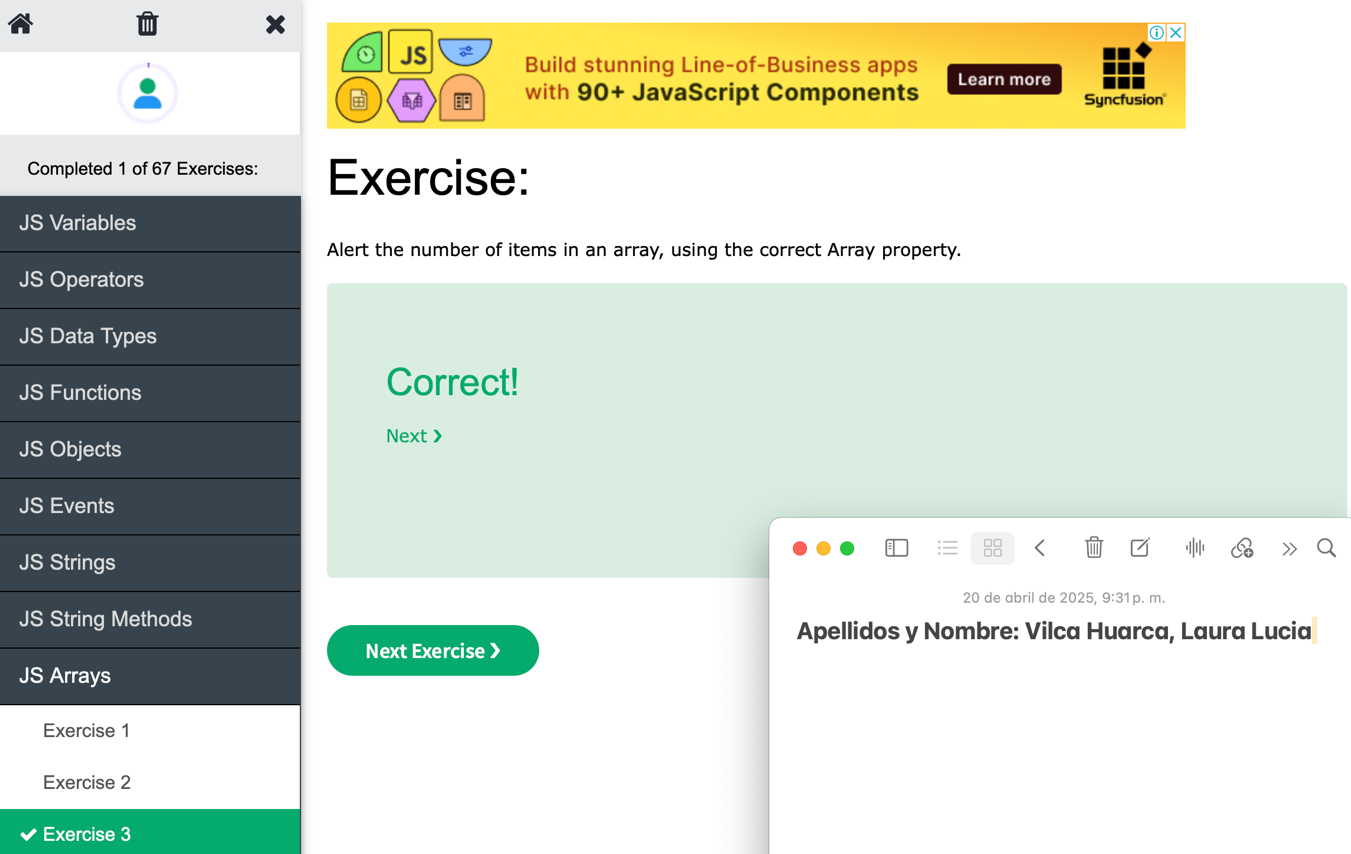 Completed 1 of 67 Exercises:
JS Variables
JS Operators
JS Data Types
JS Functions
JS Objects
JS Events
JS Strings
JS String Methods
JS Arrays
Exercise 1
Exercise 2
Exercise 3
JS
Build stunning Line-of-Business apps
with 90+ JavaScript Components
Learn more
Syncfusion
Exercise:
Alert the number of items in an array, using the correct Array property.
Correct!
Next ❯
Next Exercise ❯
20 de abril de 2025, 9:31 p. m.
Apellidos y Nombre: Vilca Huarca, Laura Lucia